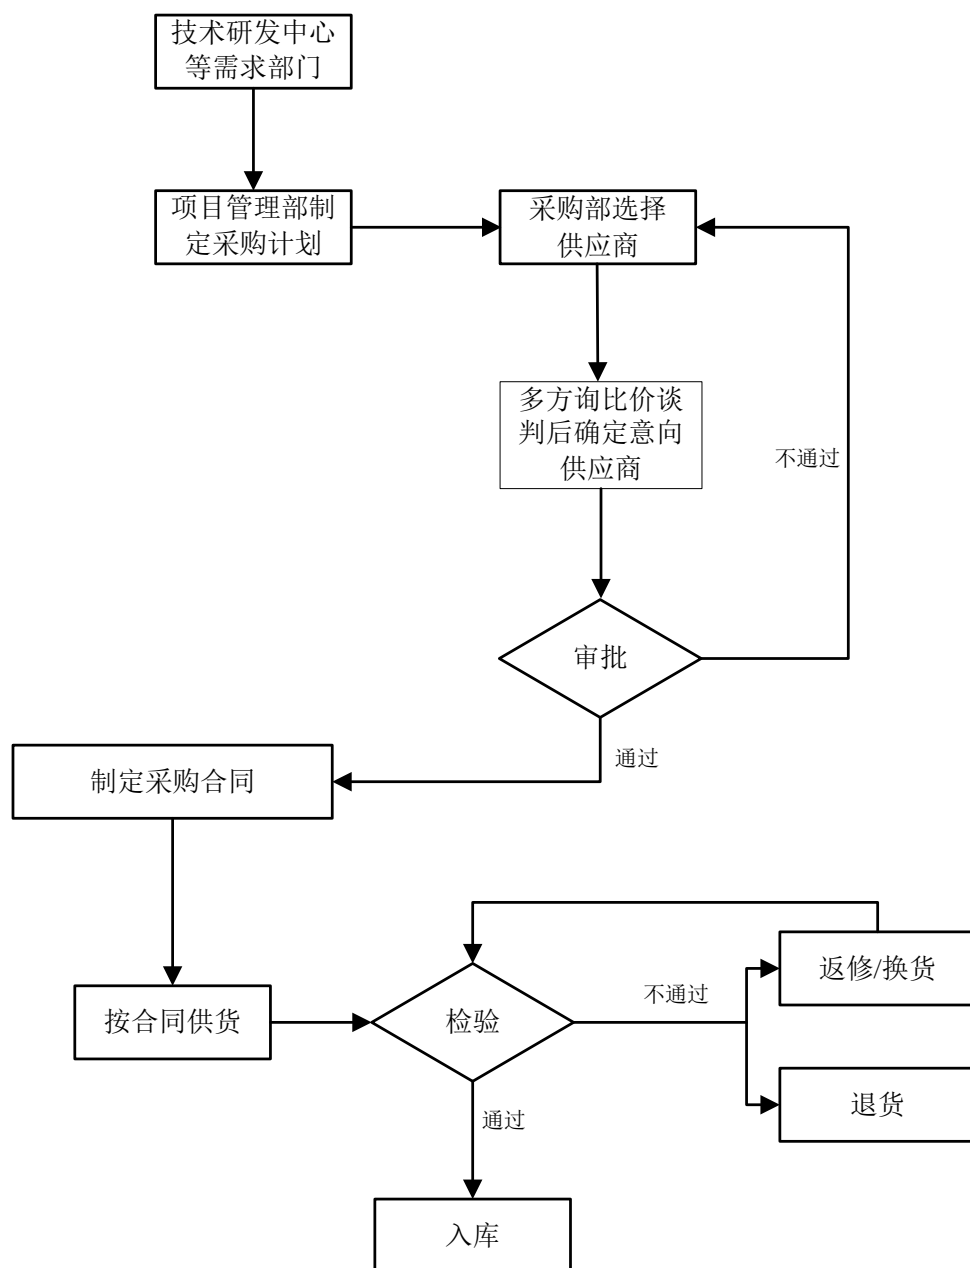 技术研发中心
等需求部门
项目管理部制
定采购计划
采购部选择
供应商
多方询比价谈
判后确定意向
供应商
不通过
审批
通过
制定采购合同
按合同供货
检验
不通过
返修/换货
退货
通过
入库